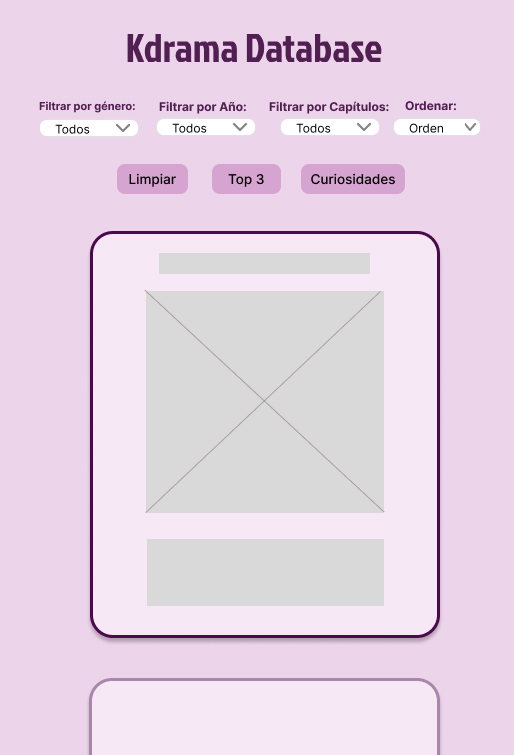 Kdrama Database
Filtrar por género: Filtrar por Año: Filtrar por Capítulos: Ordenar:
Todos Todos Todos Orden
Limpiar Top 3 Curiosidades